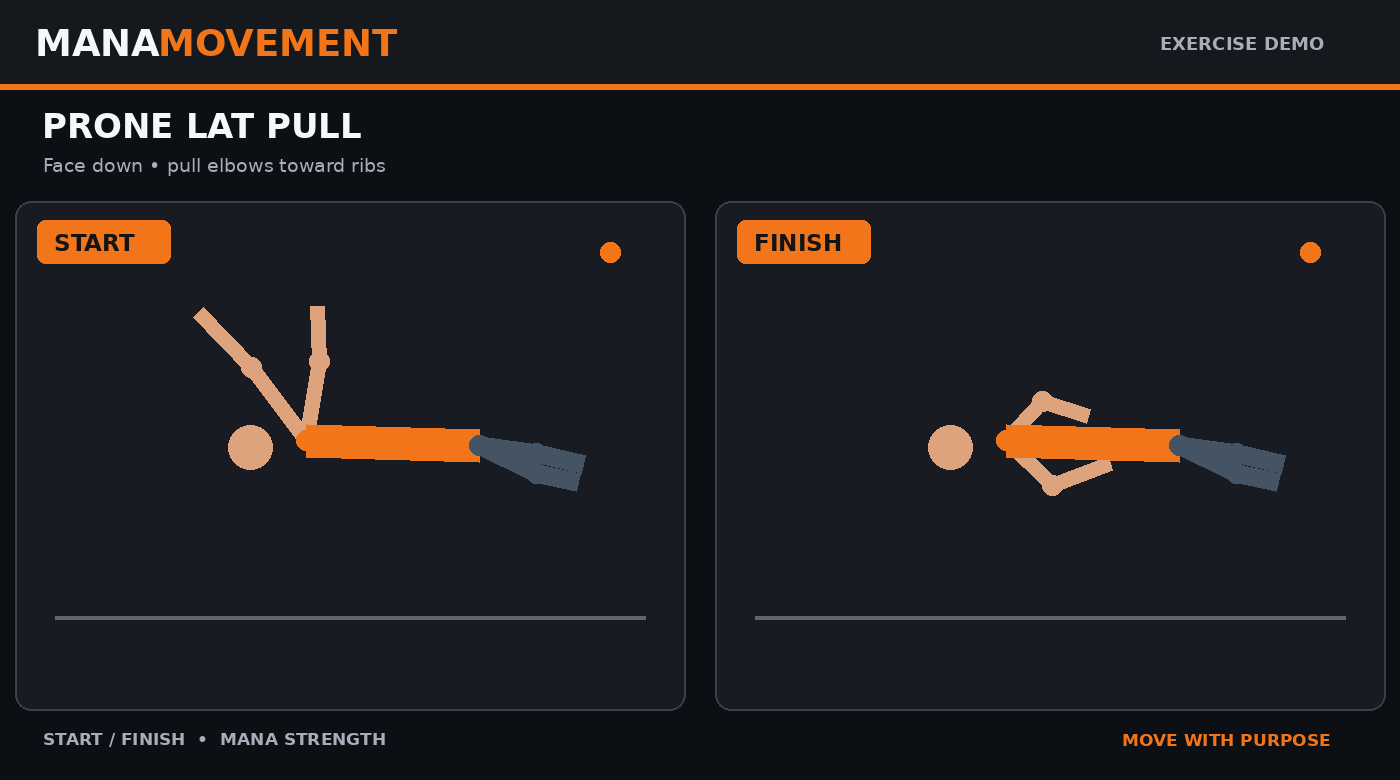 MANAMOVEMENT
EXERCISE DEMO
PRONE LAT PULL
Face down • pull elbows toward ribs
START
FINISH
START / FINISH • MANA STRENGTH
MOVE WITH PURPOSE